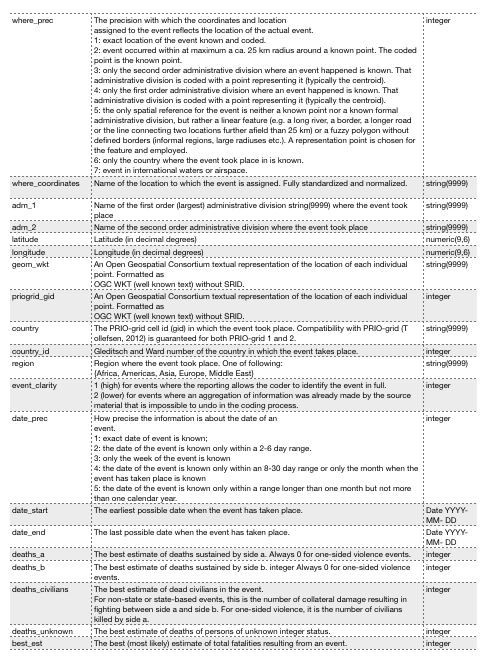 where_prec The precision with which the coordinates and location integer
assigned to the event reflects the location of the actual event.
1: exact location of the event known and coded.
2: event occurred within at maximum a ca. 25 km radius around a known point. The coded
point is the known point.
3: only the second order administrative division where an event happened is known. That
administrative division is coded with a point representing it (typically the centroid).
4: only the first order administrative division where an event happened is known. That
administrative division is coded with a point representing it (typically the centroid).
5: the only spatial reference for the event is neither a known point nor a known formal
administrative division, but rather a linear feature (e.g. a long river, a border, a longer road
or the line connecting two locations further afield than 25 km) or a fuzzy polygon without
defined borders (informal regions, large radiuses etc.). A representation point is chosen for
the feature and employed.
6: only the country where the event took place in is known.
7: event in international waters or airspace.
where_coordinates Name of the location to which the event is assigned. Fully standardized and normalized. string(9999)
adm_1 Name of the first order (largest) administrative division string(9999) where the event took string(9999)
place
adm_2 Name of the second order administrative division where the event took place string(9999)
latitude Latitude (in decimal degrees) numeric(9,6)
longitude Longitude (in decimal degrees) numeric(9,6)
geom_wkt An Open Geospatial Consortium textual representation of the location of each individual string(9999)
point. Formatted as
OGC WKT (well known text) without SRID.
priogrid_gid An Open Geospatial Consortium textual representation of the location of each individual integer
point. Formatted as
OGC WKT (well known text) without SRID.
country The PRIO-grid cell id (gid) in which the event took place. Compatibility with PRIO-grid (T string(9999)
ollefsen, 2012) is guaranteed for both PRIO-grid 1 and 2.
country_id Gleditsch and Ward number of the country in which the event takes place. integer
region Region where the event took place. One of following: string(9999)
(Africa, Americas, Asia, Europe, Middle East)
event_clarity 1 (high) for events where the reporting allows the coder to identify the event in full. integer
2 (lower) for events where an aggregation of information was already made by the source
material that is impossible to undo in the coding process.
date_prec How precise the information is about the date of an integer
event.
1: exact date of event is known;
2: the date of the event is known only within a 2-6 day range.
3: only the week of the event is known
4: the date of the event is known only within an 8-30 day range or only the month when the
event has taken place is known
5: the date of the event is known only within a range longer than one month but not more
than one calendar year.
date_start The earliest possible date when the event has taken place. Date YYYY-
MM- DD
date_end The last possible date when the event has taken place. Date YYYY-
MM- DD
deaths_a The best estimate of deaths sustained by side a. Always 0 for one-sided violence events. integer
deaths_b The best estimate of deaths sustained by side b. integer Always 0 for one-sided violence integer
events.
deaths_civilians The best estimate of dead civilians in the event. integer
For non-state or state-based events, this is the number of collateral damage resulting in
fighting between side a and side b. For one-sided violence, it is the number of civilians
killed by side a.
deaths_unknown The best estimate of deaths of persons of unknown integer status. integer
best_est The best (most likely) estimate of total fatalities resulting from an event. integer